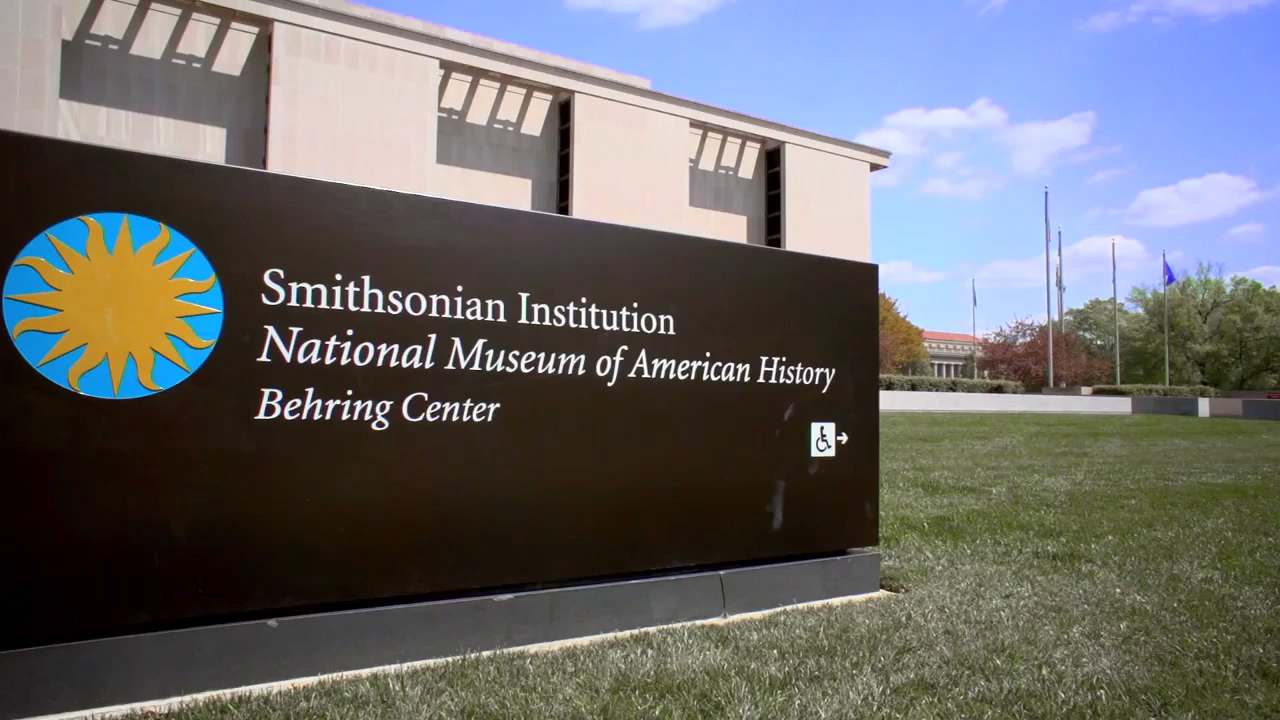 Smithsonian Institution
National Museum of American History
Behring Center